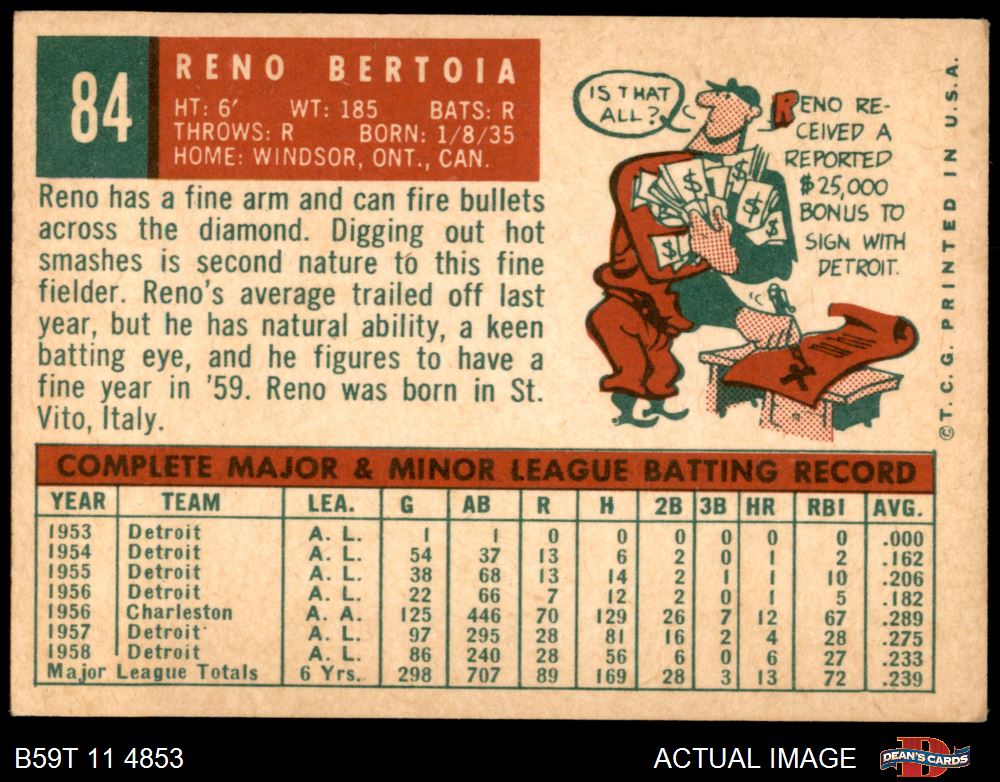 84
RENO BERTOIA
HT: 6' WT: 185 BATS: R
THROWS: R BORN: 1/8/35
HOME: WINDSOR, ONT., CAN.
Reno has a fine arm and can fire bullets
across the diamond. Digging out hot
smashes is second nature to this fine
fielder. Reno's average trailed off last
year, but he has natural ability, a keen
batting eye, and he figures to have a
fine year in '59. Reno was born in St.
Vito, Italy.
IS THAT
ALL?
RENO RE-
CEIVED A
REPORTED
$25,000
BONUS TO
SIGN WITH
DETROIT.
$ $ $ $
X
© T. C. G. PRINTED IN U.S.A.
COMPLETE MAJOR & MINOR LEAGUE BATTING RECORD
YEAR TEAM LEA. G AB R H 2B 3B HR RBI AVG.
1953 Detroit A. L. 1 1 0 0 0 0 0 0 .000
1954 Detroit A. L. 54 37 13 6 2 0 1 2 .162
1955 Detroit A. L. 38 68 13 14 2 1 1 10 .206
1956 Detroit A. L. 22 66 7 12 2 0 1 5 .182
1956 Charleston A. A. 125 446 70 129 26 7 12 67 .289
1957 Detroit A. L. 97 295 28 81 16 2 4 28 .275
1958 Detroit A. L. 86 240 28 56 6 0 6 27 .233
Major League Totals 6 Yrs. 298 707 89 169 28 3 13 72 .239
B59T 11 4853
ACTUAL IMAGE
DEAN'S CARDS